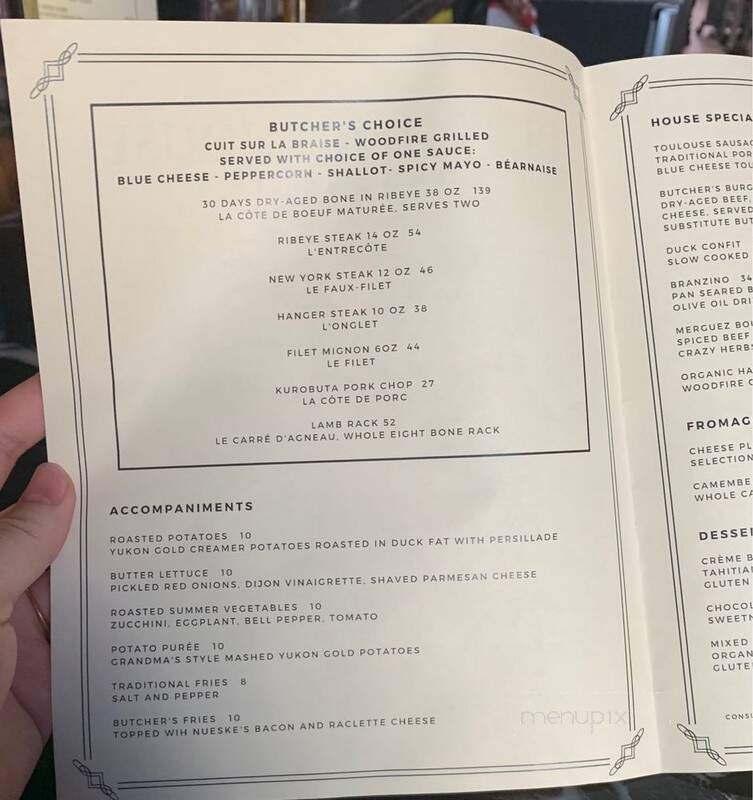 BUTCHER'S CHOICE
CUIT SUR LA BRAISE - WOODFIRE GRILLED
SERVED WITH CHOICE OF ONE SAUCE:
BLUE CHEESE - PEPPERCORN - SHALLOT- SPICY MAYO - BÉARNAISE
30 DAYS DRY-AGED BONE IN RIBEYE 38 OZ 139
LA CÔTE DE BOEUF MATURÉE, SERVES TWO
RIBEYE STEAK 14 OZ 54
L'ENTRECÔTE
NEW YORK STEAK 12 OZ 46
LE FAUX-FILET
HANGER STEAK 10 OZ 38
L'ONGLET
FILET MIGNON 6OZ 44
LE FILET
KUROBUTA PORK CHOP 27
LA CÔTE DE PORC
LAMB RACK 52
LE CARRÉ D'AGNEAU, WHOLE EIGHT BONE RACK
ACCOMPANIMENTS
ROASTED POTATOES 10
YUKON GOLD CREAMER POTATOES ROASTED IN DUCK FAT WITH PERSILLADE
BUTTER LETTUCE 10
PICKLED RED ONIONS, DIJON VINAIGRETTE, SHAVED PARMESAN CHEESE
ROASTED SUMMER VEGETABLES 10
ZUCCHINI, EGGPLANT, BELL PEPPER, TOMATO
POTATO PURÉE 10
GRANDMA'S STYLE MASHED YUKON GOLD POTATOES
TRADITIONAL FRIES 8
SALT AND PEPPER
BUTCHER'S FRIES 10
TOPPED WIH NUESKE'S BACON AND RACLETTE CHEESE
menupix
HOUSE SPECIA
TOULOUSE SAUSAG
TRADITIONAL POR
BLUE CHEESE TOU
BUTCHER'S BURG
DRY-AGED BEEF,
CHEESE, SERVED
SUBSTITUTE BUT
DUCK CONFIT
SLOW COOKED
BRANZINO 34
PAN SEARED B
OLIVE OIL DRI
MERGUEZ BOU
SPICED BEEF
CRAZY HERBS
ORGANIC HA
WOODFIRE C
FROMAG
CHEESE PL
SELECTION
CAMEMBE
WHOLE CA
DESSE
CRÈME B
TAHITIA
GLUTEN
CHOCOL
SWEETN
MIXED
ORGAN
GLUTE
CONSU